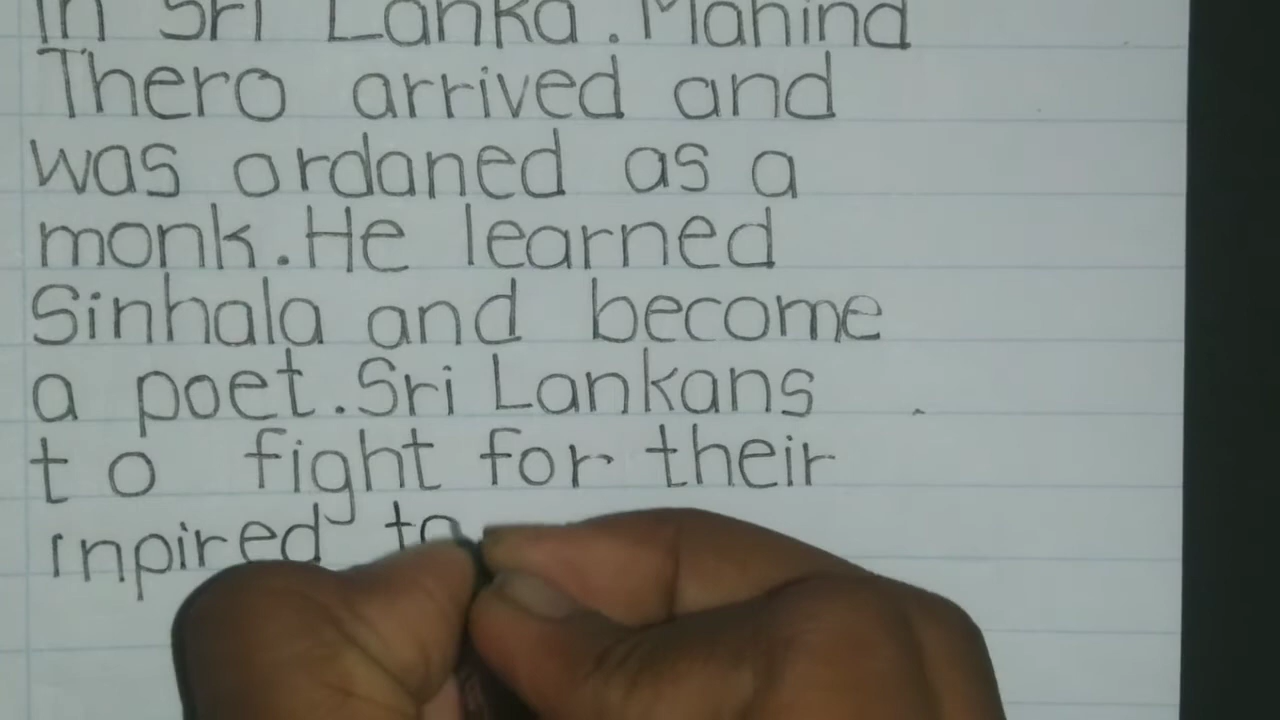 In Sri Lanka. Mahind
Thero arrived and
was ordaned as a
monk. He learned
Sinhala and become
a poet. Sri Lankans
to fight for their
inpired to